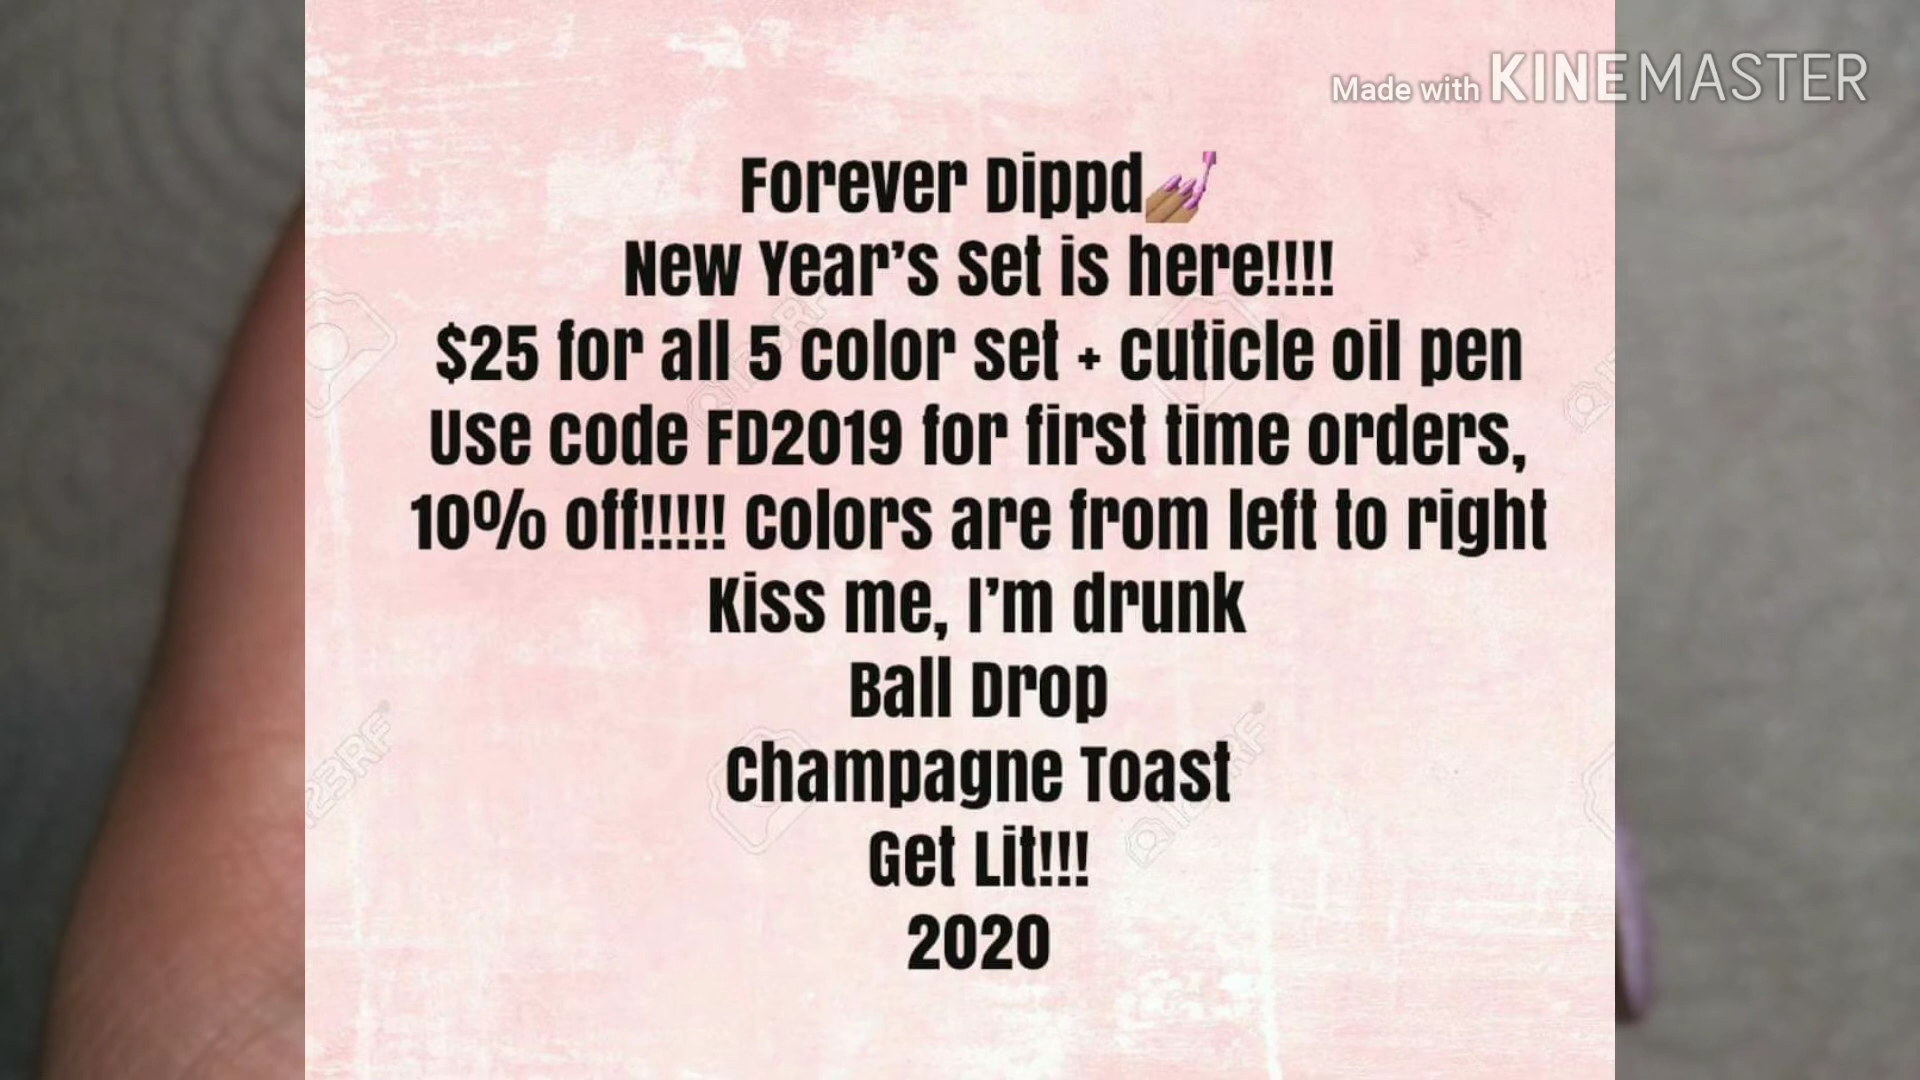 Made with KINEMASTER
Forever Dippd💅🏽
New Year’s Set is here!!!!
$25 for all 5 color set + cuticle oil pen
Use code FD2019 for first time orders,
10% off!!!!! Colors are from left to right
Kiss me, I’m drunk
Ball Drop
Champagne Toast
Get Lit!!!
2020